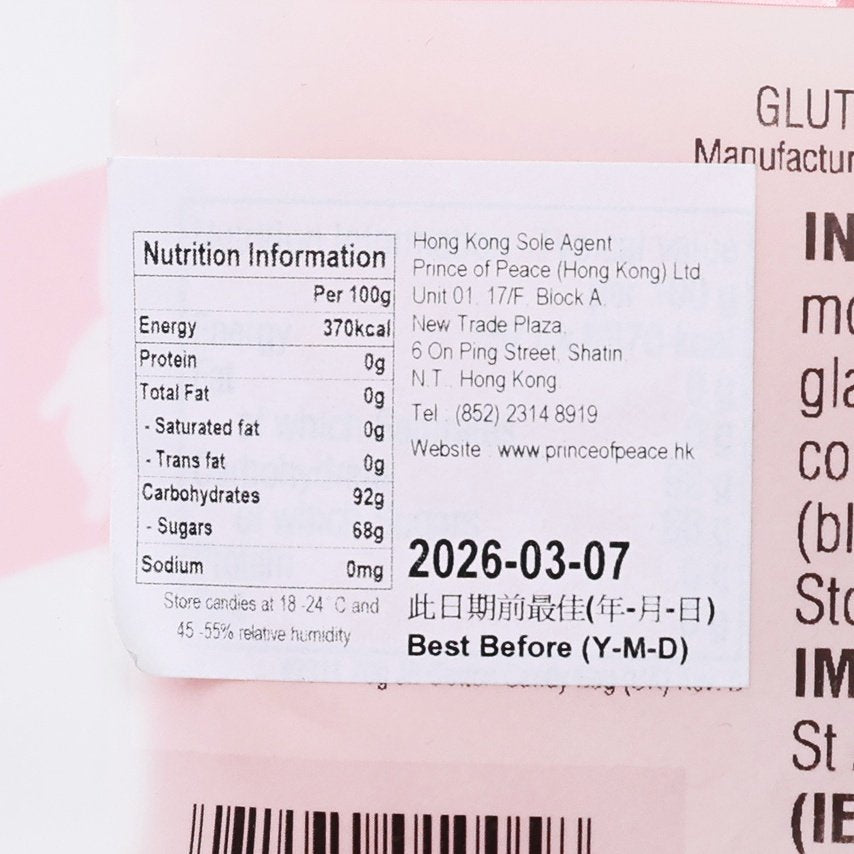 GLUT
Manufactur
Nutrition Information
Per 100g
Energy 370kcal
Protein 0g
Total Fat 0g
- Saturated fat 0g
- Trans fat 0g
Carbohydrates 92g
- Sugars 68g
Sodium 0mg
Store candies at 18 -24 °C and
45 -55% relative humidity
Hong Kong Sole Agent
Prince of Peace (Hong Kong) Ltd.
Unit 01, 17/F, Block A,
New Trade Plaza,
6 On Ping Street, Shatin,
N.T., Hong Kong.
Tel : (852) 2314 8919
Website : www.princeofpeace.hk
2026-03-07
此日期前最佳(年-月-日)
Best Before (Y-M-D)
IN
mo
gla
co
(bl
Sto
IM
St
(IE